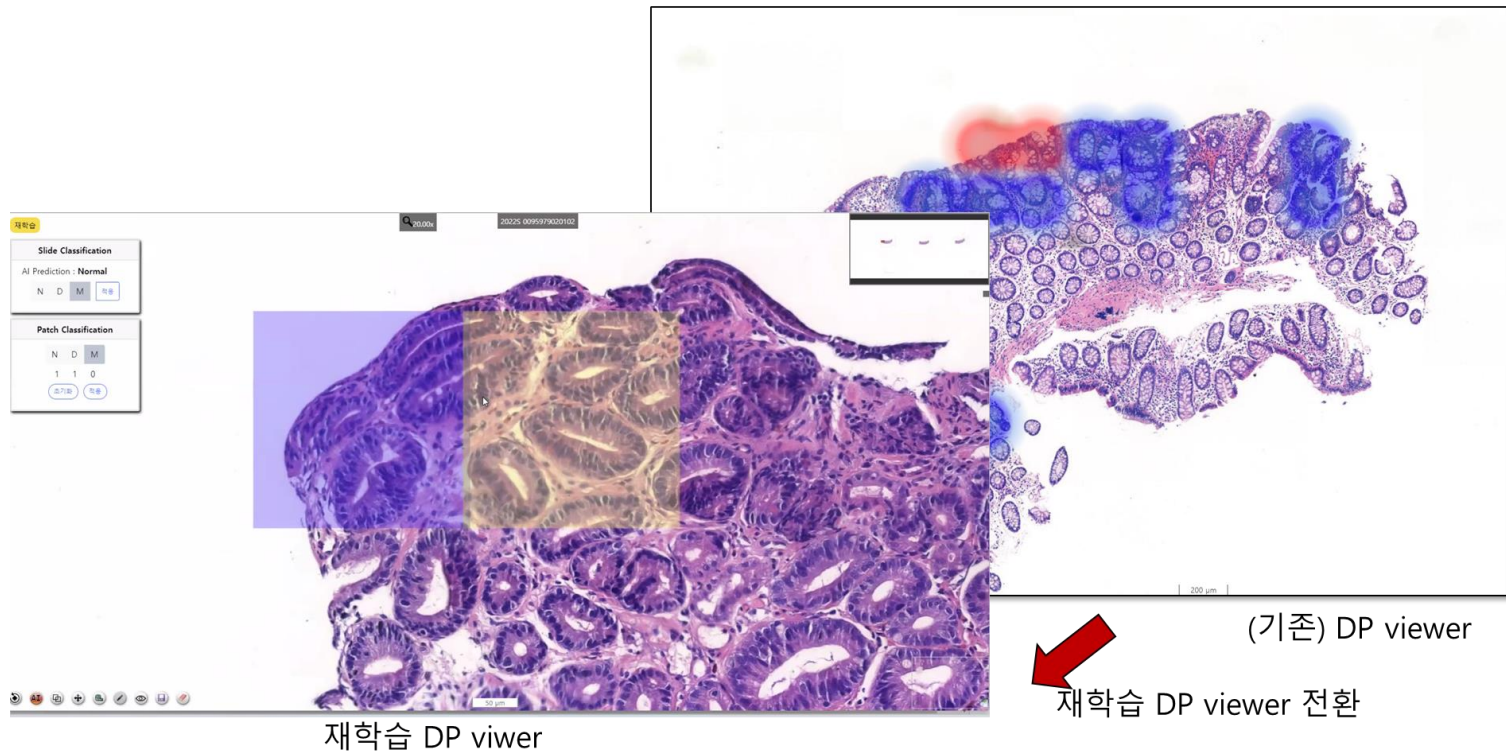 재학습
20.00x
2022S 0095979020102
Slide Classification
AI Prediction : Normal
N D M 적용
Patch Classification
N D M
1 1 0
초기화 적용
AI
50 μm
재학습 DP viwer
200 μm
(기존) DP viewer
재학습 DP viewer 전환